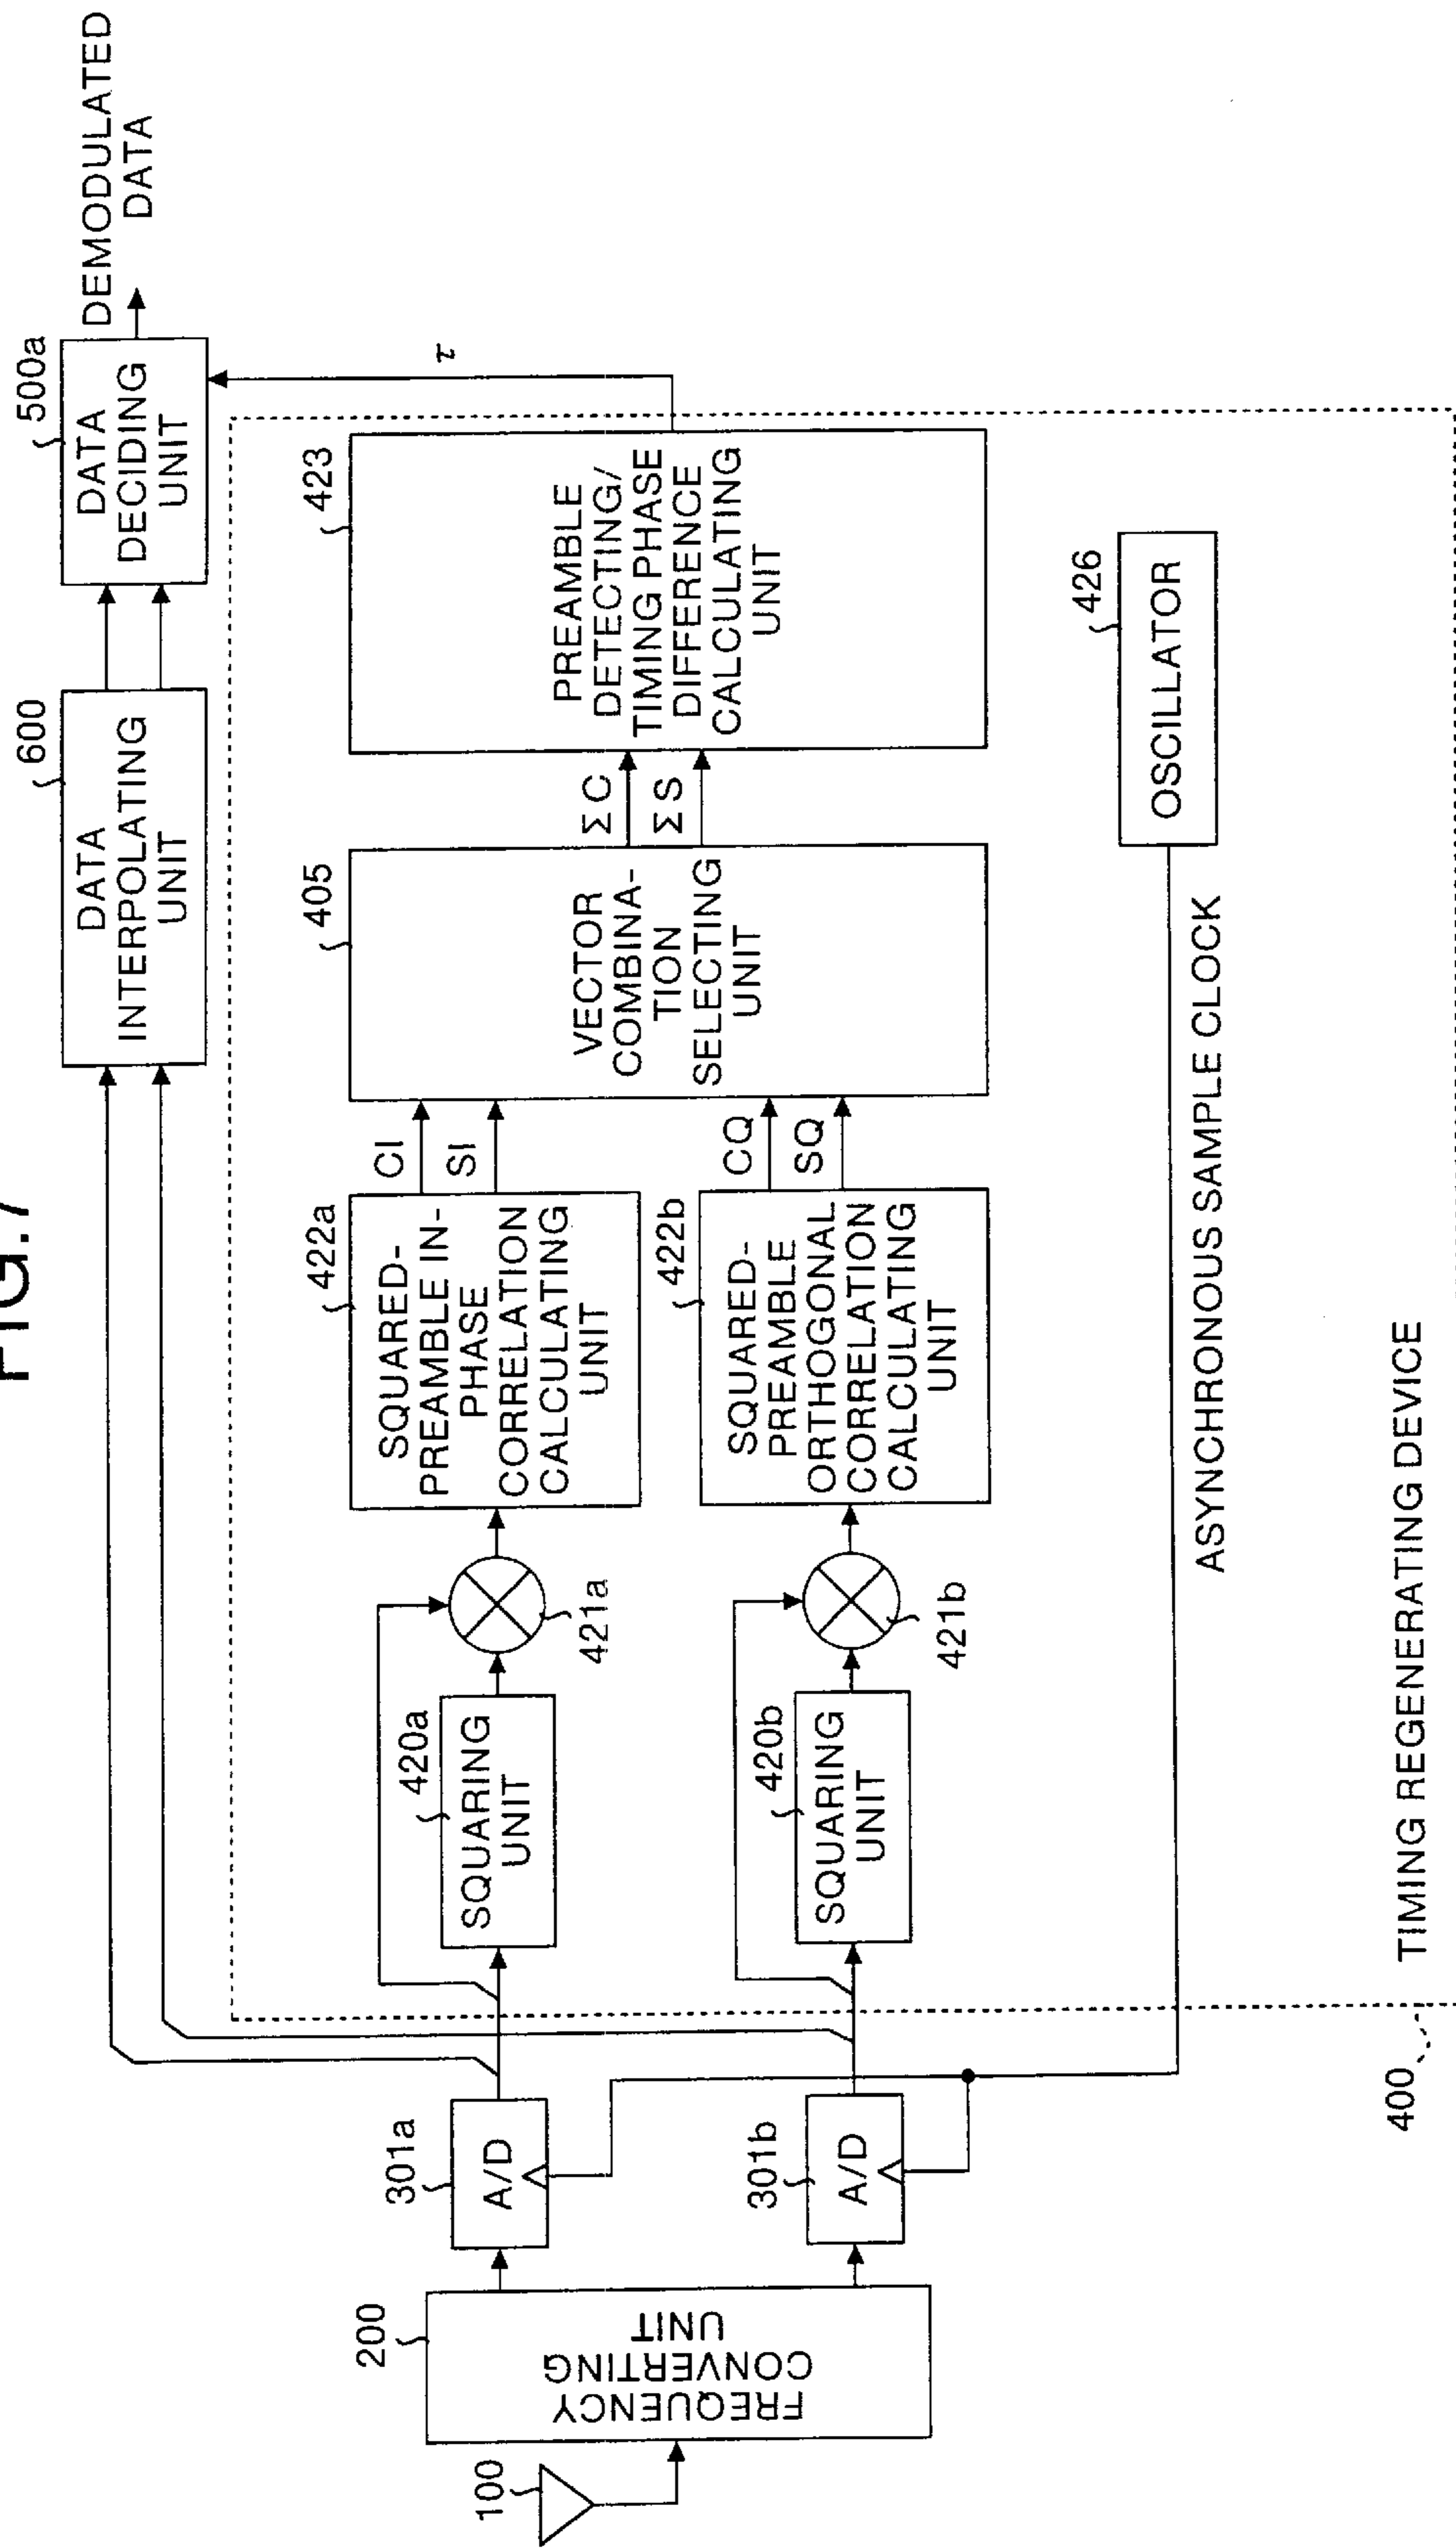 FIG.7
100
200
FREQUENCY
CONVERTING
UNIT
301a
A/D
301b
A/D
420a
SQUARING
UNIT
421a
420b
SQUARING
UNIT
421b
422a
SQUARED-
PREAMBLE IN-
PHASE
CORRELATION
CALCULATING
UNIT
422b
SQUARED-
PREAMBLE
ORTHOGONAL
CORRELATION
CALCULATING
UNIT
CI
SI
CQ
SQ
405
VECTOR
COMBINA-
TION
SELECTING
UNIT
Σ C
Σ S
423
PREAMBLE
DETECTING/
TIMING PHASE
DIFFERENCE
CALCULATING
UNIT
τ
600
DATA
INTERPOLATING
UNIT
500a
DATA
DECIDING
UNIT
DEMODULATED
DATA
426
OSCILLATOR
ASYNCHRONOUS SAMPLE CLOCK
400
TIMING REGENERATING DEVICE